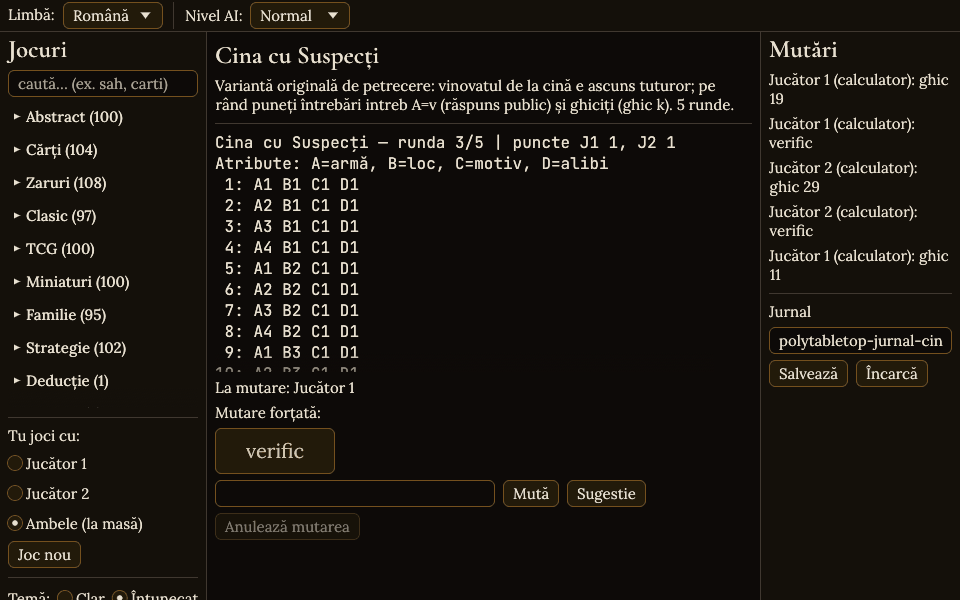 Limbă: Română Nivel AI: Normal
Jocuri
caută... (ex. sah, carti)
Abstract (100)
Cărți (104)
Zaruri (108)
Clasic (97)
TCG (100)
Miniaturi (100)
Familie (95)
Strategie (102)
Deducție (1)
Tu joci cu:
Jucător 1
Jucător 2
Ambele (la masă)
Joc nou
Temă: Clar Întunecat
Cina cu Suspecți
Variantă originală de petrecere: vinovatul de la cină e ascuns tuturor; pe
rând puneți întrebări intreb A=v (răspuns public) și ghiciți (ghic k). 5 runde.
Cina cu Suspecți — runda 3/5 | puncte J1 1, J2 1
Atribute: A=armă, B=loc, C=motiv, D=alibi
1: A1 B1 C1 D1
2: A2 B1 C1 D1
3: A3 B1 C1 D1
4: A4 B1 C1 D1
5: A1 B2 C1 D1
6: A2 B2 C1 D1
7: A3 B2 C1 D1
8: A4 B2 C1 D1
9: A1 B3 C1 D1
10: A2 B3 C1 D1
La mutare: Jucător 1
Mutare forțată:
verific
Mută Sugestie
Anulează mutarea
Mutări
Jucător 1 (calculator): ghic
19
Jucător 1 (calculator):
verific
Jucător 2 (calculator):
ghic 29
Jucător 2 (calculator):
verific
Jucător 1 (calculator): ghic
11
Jurnal
polytabletop-jurnal-cin
Salvează Încarcă